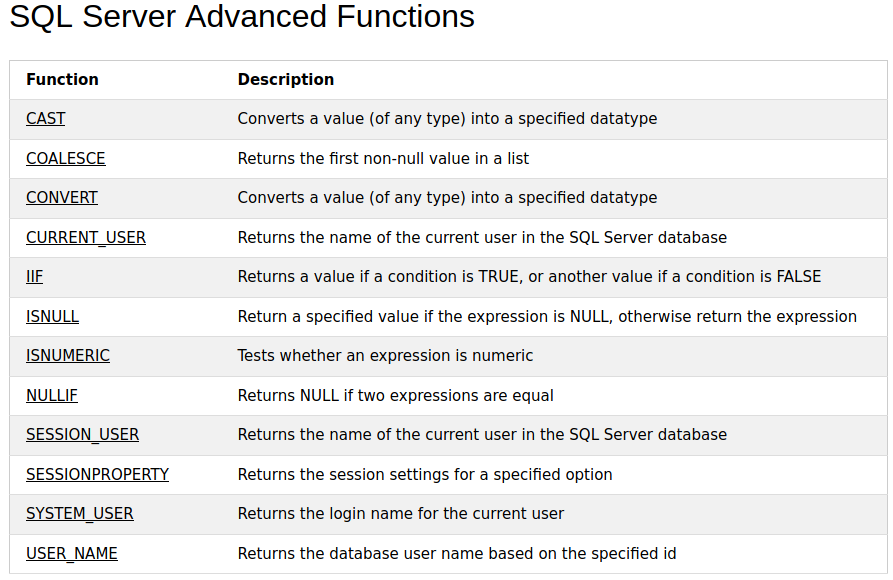 SQL Server Advanced Functions
Function Description
CAST Converts a value (of any type) into a specified datatype
COALESCE Returns the first non-null value in a list
CONVERT Converts a value (of any type) into a specified datatype
CURRENT_USER Returns the name of the current user in the SQL Server database
IIF Returns a value if a condition is TRUE, or another value if a condition is FALSE
ISNULL Return a specified value if the expression is NULL, otherwise return the expression
ISNUMERIC Tests whether an expression is numeric
NULLIF Returns NULL if two expressions are equal
SESSION_USER Returns the name of the current user in the SQL Server database
SESSIONPROPERTY Returns the session settings for a specified option
SYSTEM_USER Returns the login name for the current user
USER_NAME Returns the database user name based on the specified id